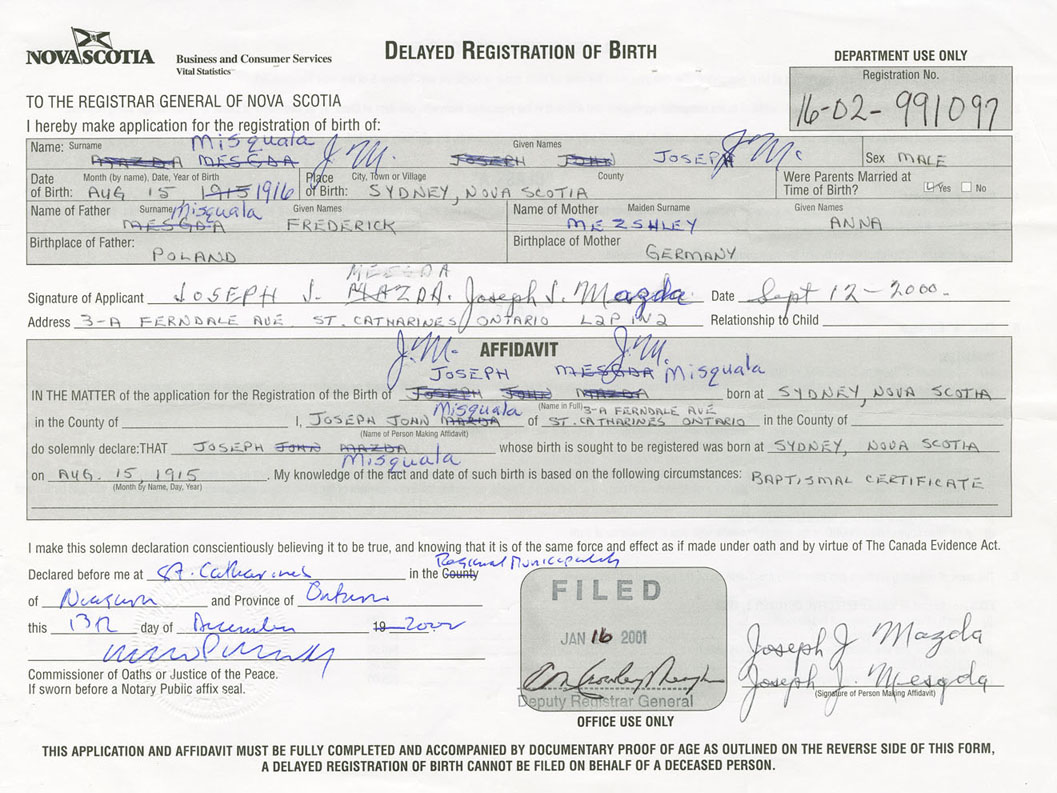 NOVA SCOTIA
Business and Consumer Services
Vital Statistics
DELAYED REGISTRATION OF BIRTH
DEPARTMENT USE ONLY
Registration No.
16-02-991097
TO THE REGISTRAR GENERAL OF NOVA SCOTIA
I hereby make application for the registration of birth of:
Name: Surname Misquala J.M. Given Names J Mc
MAZDA MESGDA JOSEPH JOHN JOSEPH Sex MALE
Date of Birth: Month (by name), Date, Year of Birth AUG 15 1915 1916
Place of Birth: City, Town or Village County SYDNEY, NOVA SCOTIA
Were Parents Married at Time of Birth? Yes No
Name of Father Surname Misquala MESGDA Given Names FREDERICK
Name of Mother Maiden Surname MEZSHLEY Given Names ANNA
Birthplace of Father: POLAND
Birthplace of Mother GERMANY
MESGDA
Signature of Applicant JOSEPH J. MAZDA. Joseph J. Mazda Date Sept 12-2000.
Address 3-A FERNDALE AVE ST. CATHARINES, ONTARIO L2P 1V2 Relationship to Child
J.M. AFFIDAVIT J.M.
JOSEPH MESGDA Misquala
IN THE MATTER of the application for the Registration of the Birth of JOSEPH JOHN MAZDA born at SYDNEY, NOVA SCOTIA
Misquala (Name in Full) 3-A FERNDALE AVE
in the County of I, JOSEPH JOHN MAZDA of ST. CATHARINES ONTARIO in the County of
(Name of Person Making Affidavit)
do solemnly declare:THAT JOSEPH JOHN MAZDA whose birth is sought to be registered was born at SYDNEY, NOVA SCOTIA
Misquala
on AUG. 15 1915. My knowledge of the fact and date of such birth is based on the following circumstances: BAPTISMAL CERTIFICATE
(Month by Name, Day, Year)
I make this solemn declaration conscientiously believing it to be true, and knowing that it is of the same force and effect as if made under oath and by virtue of The Canada Evidence Act.
Regional Municipality
Declared before me at St. Catharines in the County
of Niagara and Province of Ontario
this 13th day of December 19 2000
Commissioner of Oaths or Justice of the Peace.
If sworn before a Notary Public affix seal.
FILED
JAN 16 2001
Deputy Registrar General
OFFICE USE ONLY
Joseph J Mazda
Joseph J. Mesgda
(Signature of Person Making Affidavit)
THIS APPLICATION AND AFFIDAVIT MUST BE FULLY COMPLETED AND ACCOMPANIED BY DOCUMENTARY PROOF OF AGE AS OUTLINED ON THE REVERSE SIDE OF THIS FORM,
A DELAYED REGISTRATION OF BIRTH CANNOT BE FILED ON BEHALF OF A DECEASED PERSON.